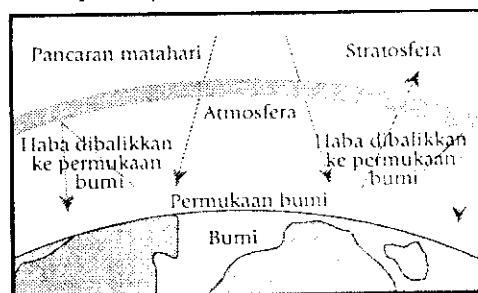 Pancaran matahari
Stratosfera
Atmosfera
Haba dibalikkan
ke permukaan
bumi
Haba dibalikkan
ke permukaan
bumi
Permukaan bumi
Bumi